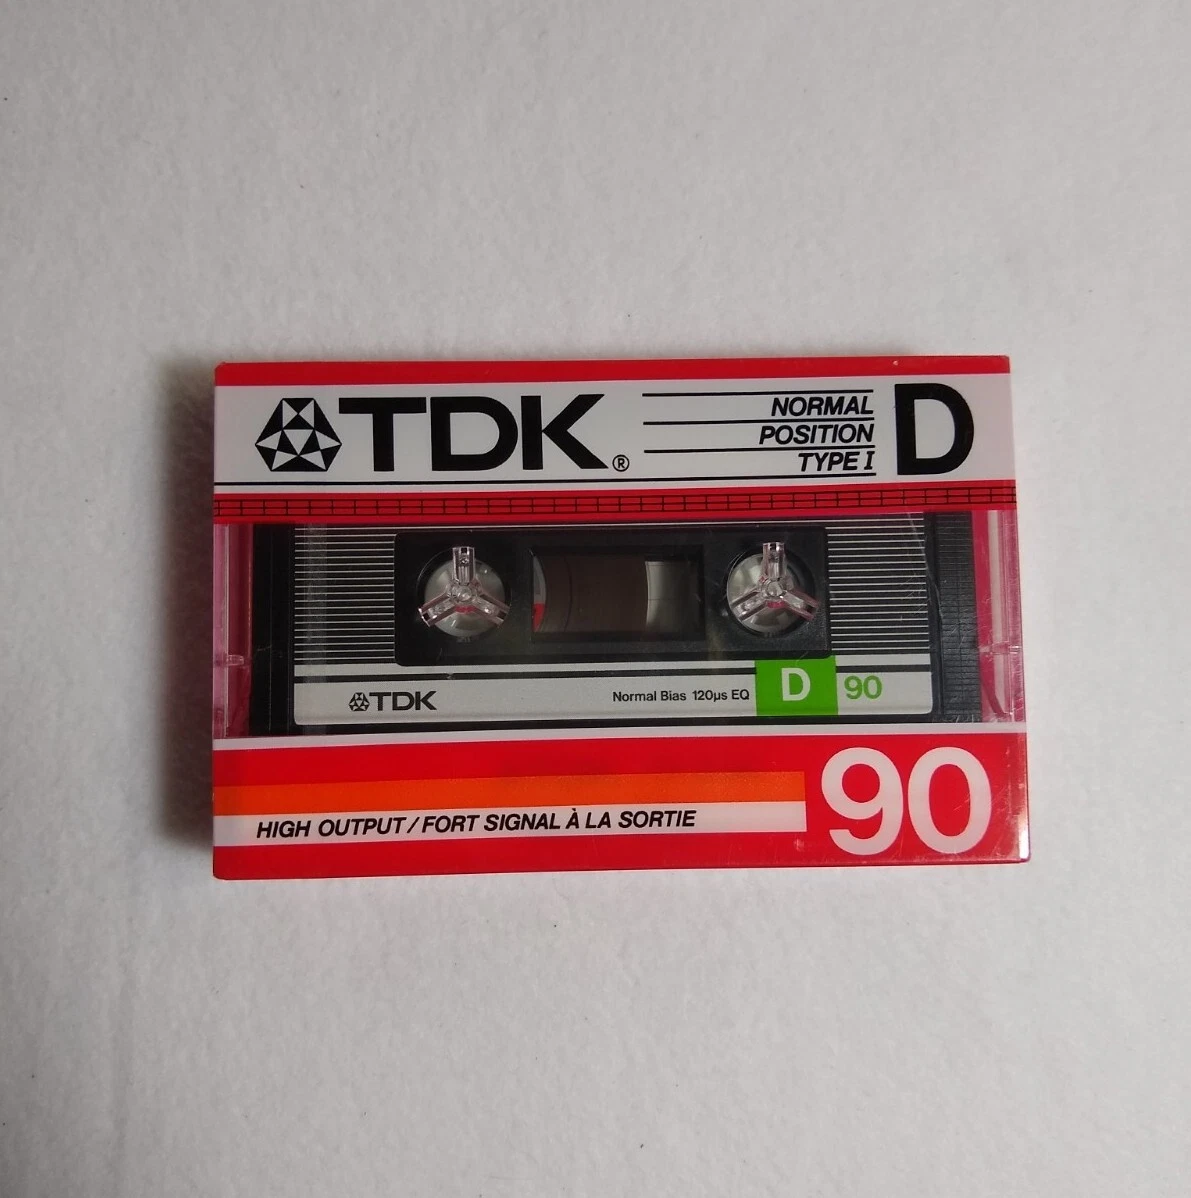 TDK®
NORMAL
POSITION
TYPE I
D
TDK
Normal Bias 120µs EQ
D
90
HIGH OUTPUT/FORT SIGNAL À LA SORTIE
90